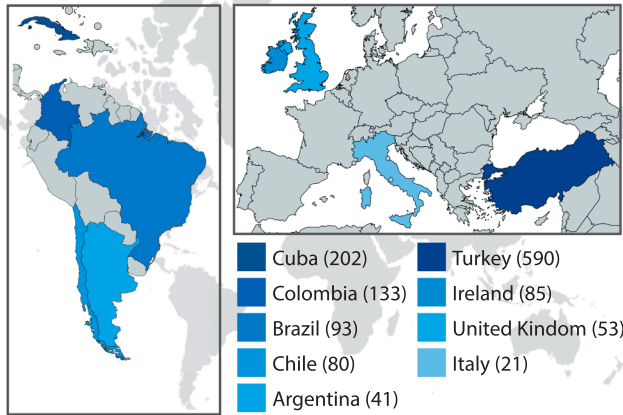 Cuba (202)
Colombia (133)
Brazil (93)
Chile (80)
Argentina (41)
Turkey (590)
Ireland (85)
United Kindom (53)
Italy (21)